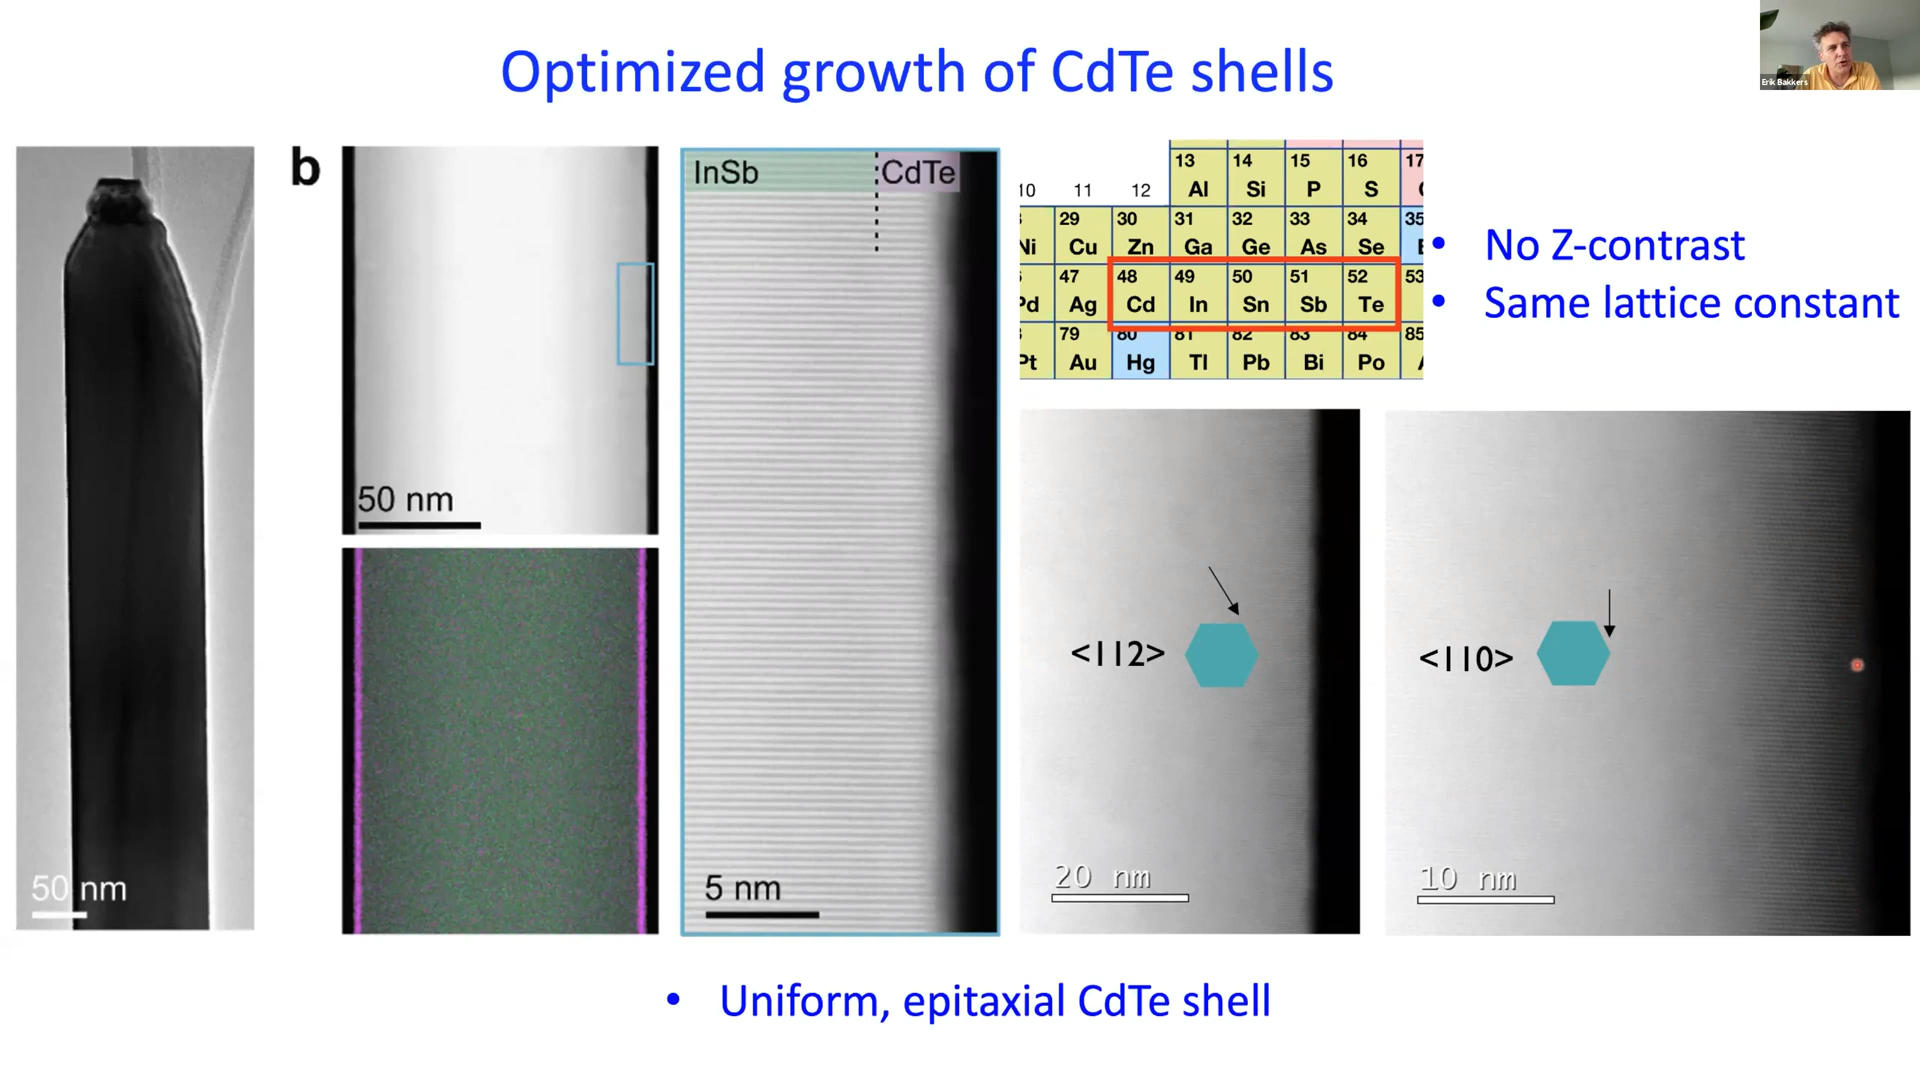 Optimized growth of CdTe shells
Erik Bakkers
b
50 nm
50 nm
InSb
CdTe
5 nm
13 14 15 16 17
Al Si P S
10 11 12
29 30 31 32 33 34 35
Ni Cu Zn Ga Ge As Se
47 48 49 50 51 52 53
Pd Ag Cd In Sn Sb Te
79 80 81 82 83 84 85
Pt Au Hg Tl Pb Bi Po
• No Z-contrast
• Same lattice constant
<112>
20 nm
<110>
10 nm
• Uniform, epitaxial CdTe shell